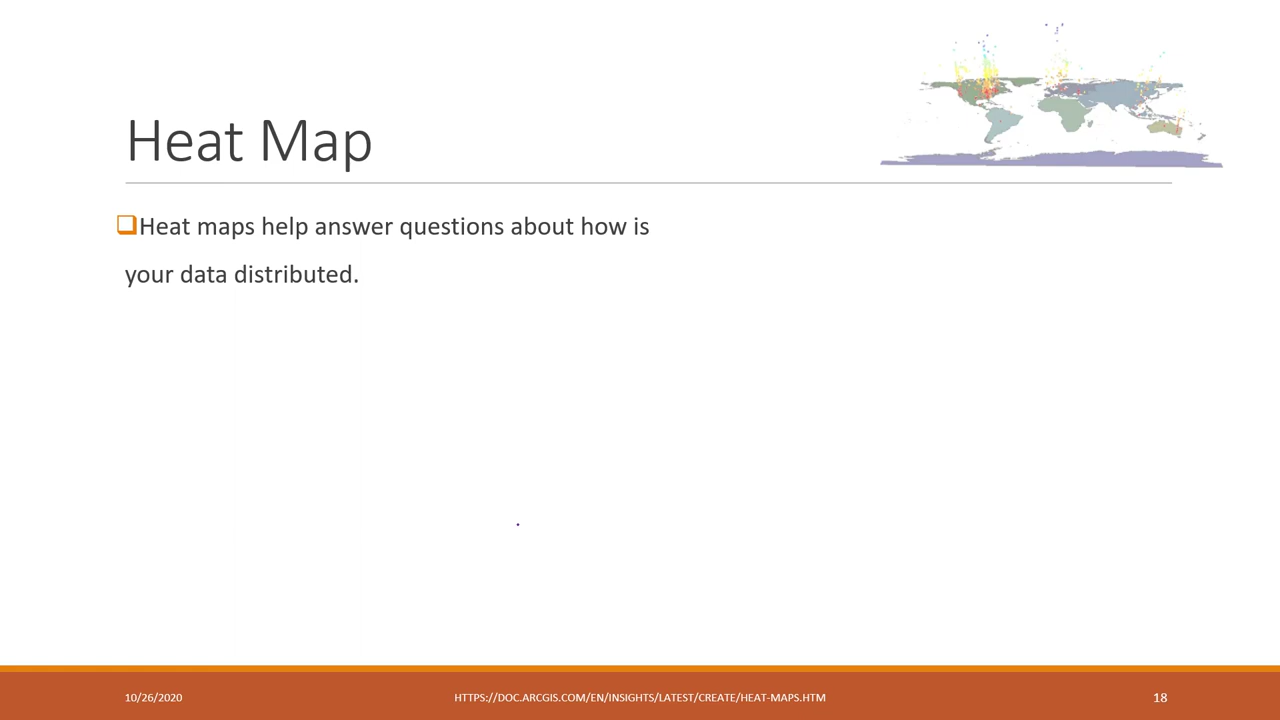 Heat Map
Heat maps help answer questions about how is
your data distributed.
10/26/2020
HTTPS://DOC.ARCGIS.COM/EN/INSIGHTS/LATEST/CREATE/HEAT-MAPS.HTM
18